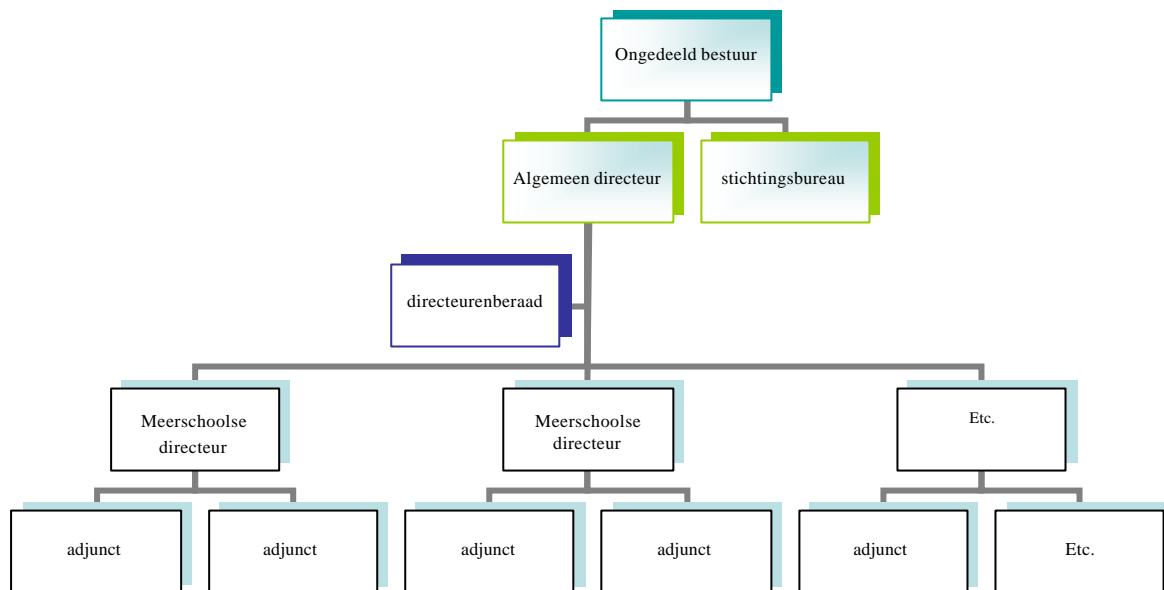 Ongedeeld bestuur
Algemeen directeur
stichtingsbureau
directeurenberaad
Meerschoolse
directeur
Meerschoolse
directeur
Etc.
adjunct
adjunct
adjunct
adjunct
adjunct
Etc.